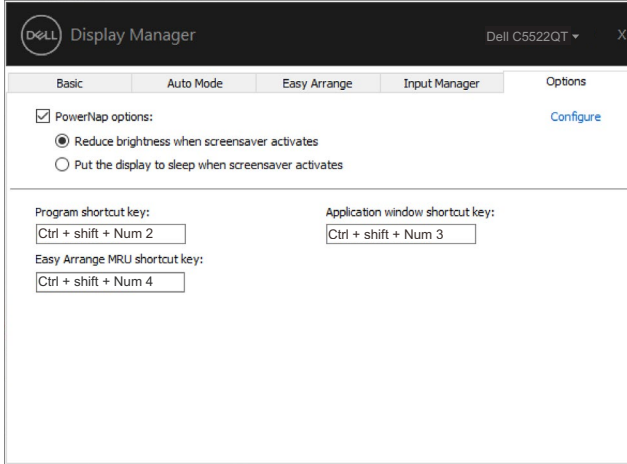 DELL Display Manager Dell C5522QT X
Basic Auto Mode Easy Arrange Input Manager Options
PowerNap options: Configure
Reduce brightness when screensaver activates
Put the display to sleep when screensaver activates
Program shortcut key: Application window shortcut key:
Ctrl + shift + Num 2 Ctrl + shift + Num 3
Easy Arrange MRU shortcut key:
Ctrl + shift + Num 4